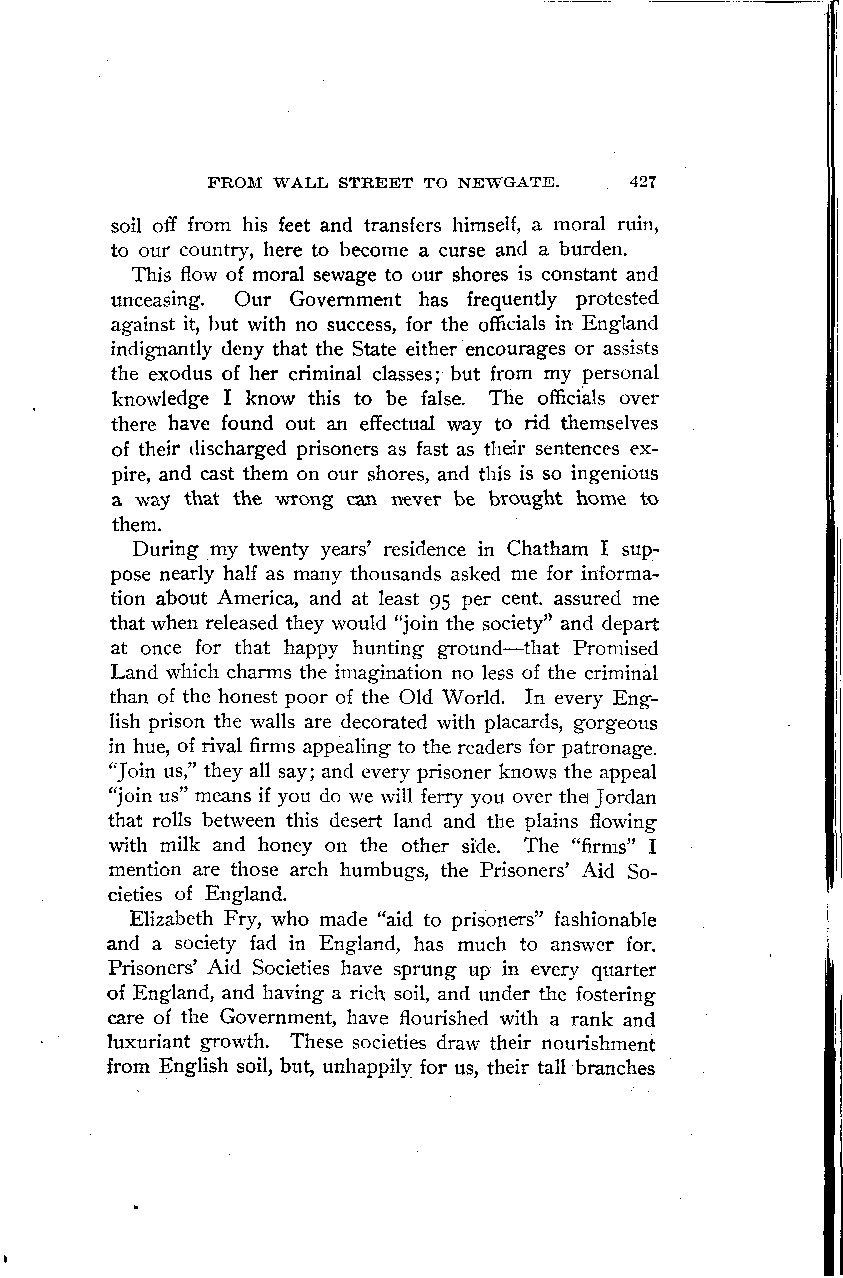 FROM WALL STREET TO NEWGATE. 427
soil off from his feet and transfers himself, a moral ruin,
to our country, here to become a curse and a burden.
This flow of moral sewage to our shores is constant and
unceasing. Our Government has frequently protested
against it, but with no success, for the officials in England
indignantly deny that the State either encourages or assists
the exodus of her criminal classes; but from my personal
knowledge I know this to be false. The officials over
there have found out an effectual way to rid themselves
of their discharged prisoners as fast as their sentences ex-
pire, and cast them on our shores, and this is so ingenious
a way that the wrong can never be brought home to
them.
During my twenty years' residence in Chatham I sup-
pose nearly half as many thousands asked me for informa-
tion about America, and at least 95 per cent. assured me
that when released they would "join the society" and depart
at once for that happy hunting ground—that Promised
Land which charms the imagination no less of the criminal
than of the honest poor of the Old World. In every Eng-
lish prison the walls are decorated with placards, gorgeous
in hue, of rival firms appealing to the readers for patronage.
"Join us," they all say; and every prisoner knows the appeal
"join us" means if you do we will ferry you over the Jordan
that rolls between this desert land and the plains flowing
with milk and honey on the other side. The "firms" I
mention are those arch humbugs, the Prisoners' Aid So-
cieties of England.
Elizabeth Fry, who made "aid to prisoners" fashionable
and a society fad in England, has much to answer for.
Prisoners' Aid Societies have sprung up in every quarter
of England, and having a rich soil, and under the fostering
care of the Government, have flourished with a rank and
luxuriant growth. These societies draw their nourishment
from English soil, but, unhappily for us, their tall branches